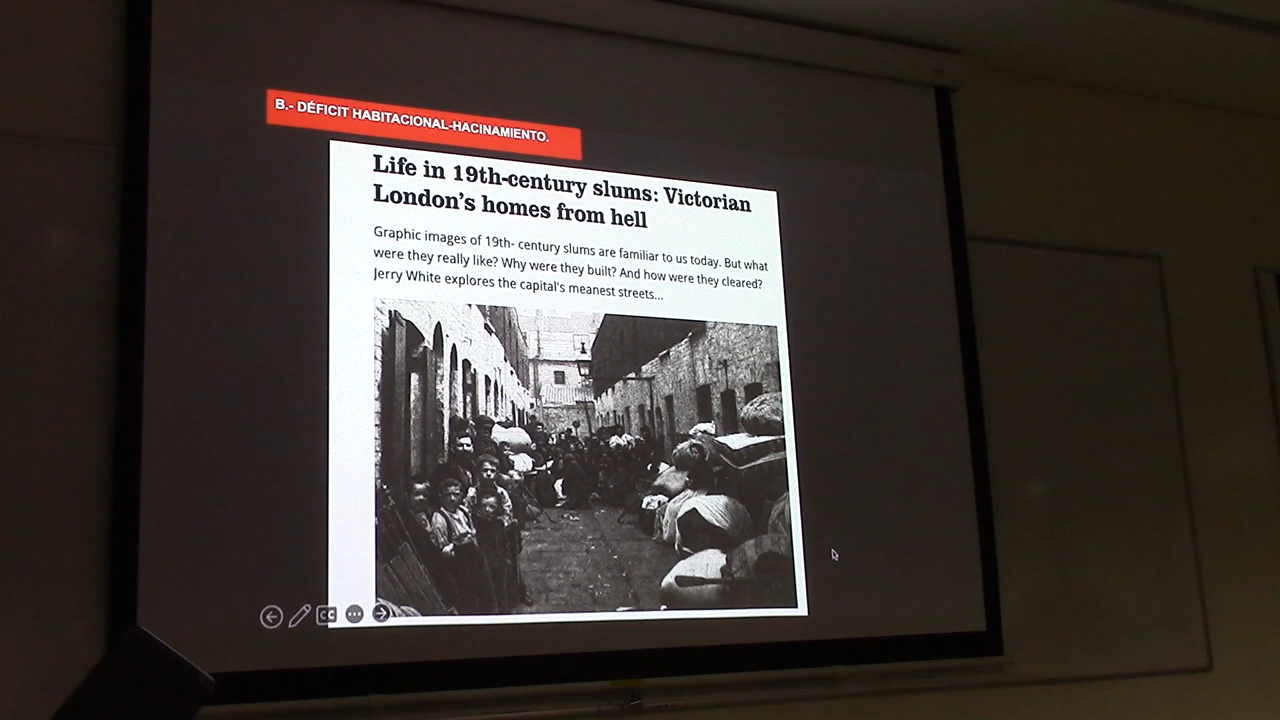 B.- DÉFICIT HABITACIONAL-HACINAMIENTO.
Life in 19th-century slums: Victorian
London's homes from hell
Graphic images of 19th- century slums are familiar to us today. But what
were they really like? Why were they built? And how were they cleared?
Jerry White explores the capital's meanest streets...
CC